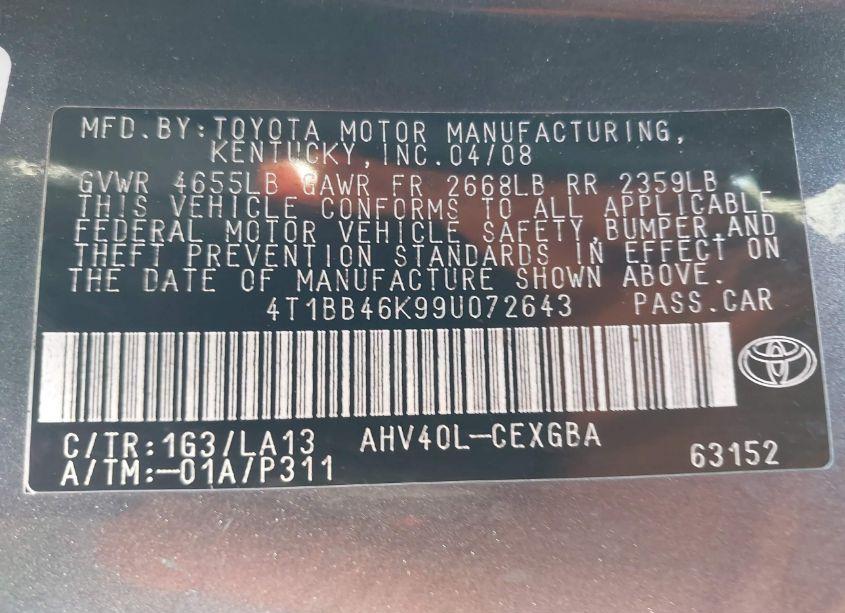 MFD.BY:TOYOTA MOTOR MANUFACTURING,
KENTUCKY,INC.04/08
GVWR 4655LB GAWR FR 2668LB RR 2359LB
THIS VEHICLE CONFORMS TO ALL APPLICABLE
FEDERAL MOTOR VEHICLE SAFETY,BUMPER,AND
THEFT PREVENTION STANDARDS IN EFFECT ON
THE DATE OF MANUFACTURE SHOWN ABOVE.
4T1BB46K99U072643 PASS.CAR
C/TR:1G3/LA13 AHV40L-CEXGBA
A/TM:-01A/P311 63152